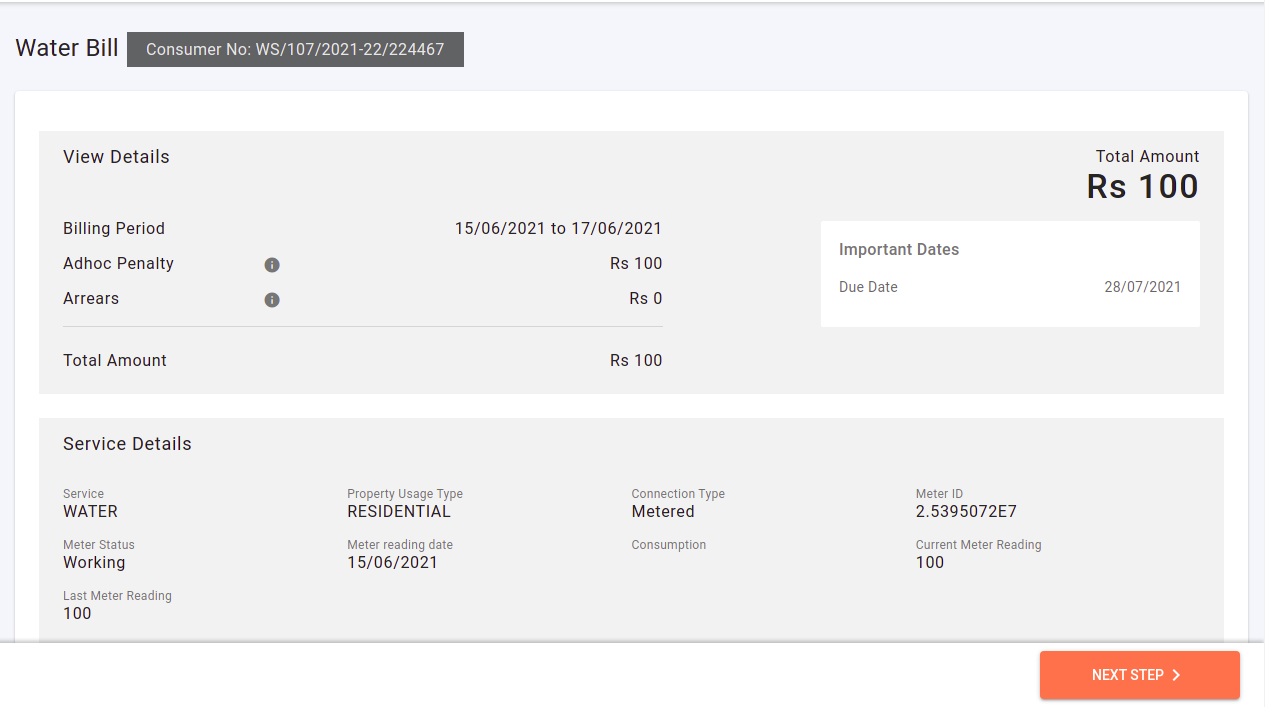 Water Bill Consumer No: WS/107/2021-22/224467
View Details
Total Amount
Rs 100
Billing Period 15/06/2021 to 17/06/2021
Adhoc Penalty Rs 100
Arrears Rs 0
Total Amount Rs 100
Important Dates
Due Date 28/07/2021
Service Details
Service Property Usage Type Connection Type Meter ID
WATER RESIDENTIAL Metered 2.5395072E7
Meter Status Meter reading date Consumption Current Meter Reading
Working 15/06/2021 100
Last Meter Reading
100
NEXT STEP